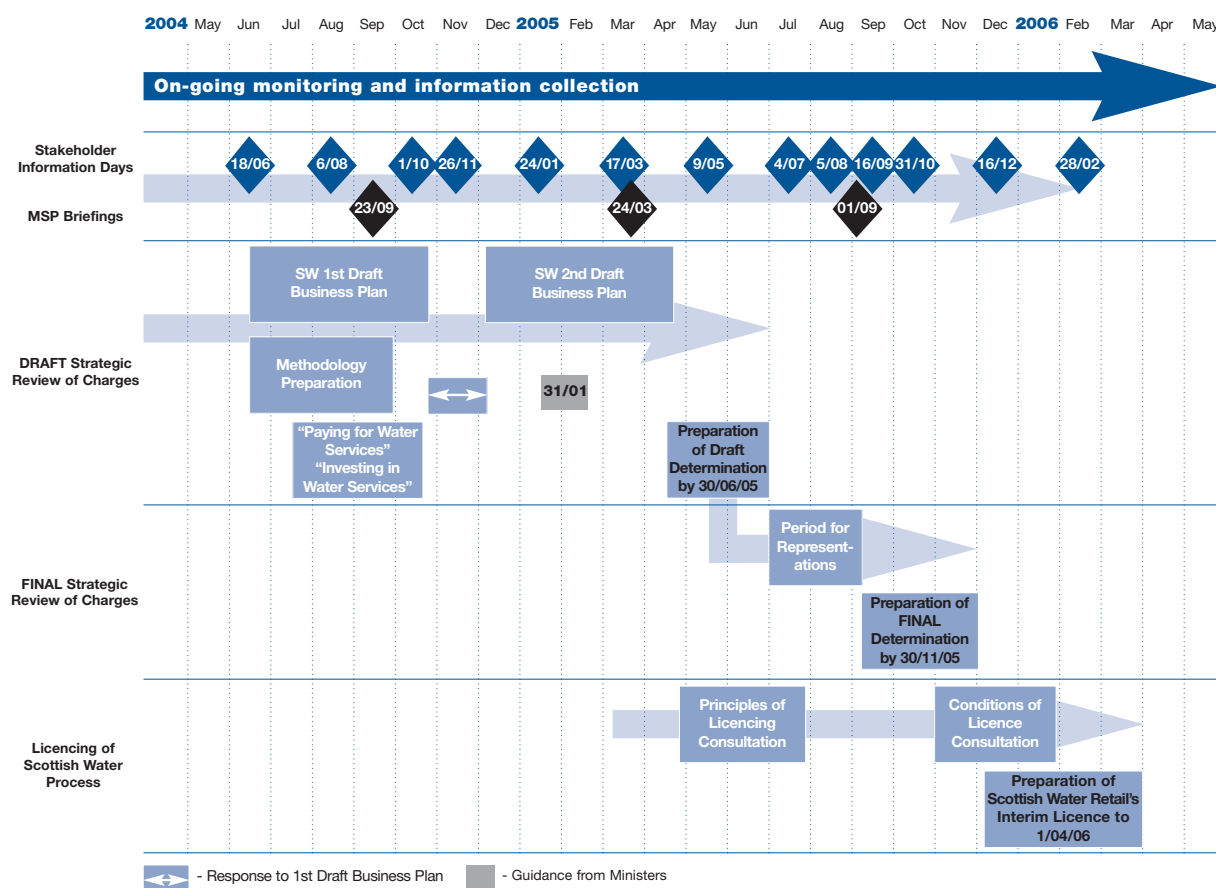 2004 May Jun Jul Aug Sep Oct Nov Dec 2005 Feb Mar Apr May Jun Jul Aug Sep Oct Nov Dec 2006 Feb Mar Apr May
On-going monitoring and information collection
Stakeholder
Information Days
18/06 6/08 1/10 26/11 24/01 17/03 9/05 4/07 5/08 16/09 31/10 16/12 28/02
MSP Briefings
23/09 24/03 01/09
DRAFT Strategic
Review of Charges
SW 1st Draft
Business Plan
SW 2nd Draft
Business Plan
Methodology
Preparation
31/01
“Paying for Water
Services”
“Investing in
Water Services”
Preparation
of Draft
Determination
by 30/06/05
FINAL Strategic
Review of Charges
Period for
Represent-
ations
Preparation of
FINAL
Determination
by 30/11/05
Licencing of
Scottish Water
Process
Principles of
Licencing
Consultation
Conditions of
Licence
Consultation
Preparation of
Scottish Water Retail’s
Interim Licence to
1/04/06
- Response to 1st Draft Business Plan - Guidance from Ministers